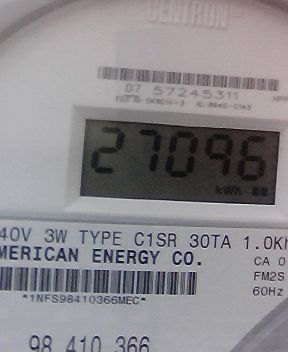 CENTRON
07 57245311
27096
kWh
40V 3W TYPE C1SR 30TA 1.0Kh
MERICAN ENERGY CO.
CA 0
FM2S
*1NFS98410366MEC*
60Hz
98 410 366